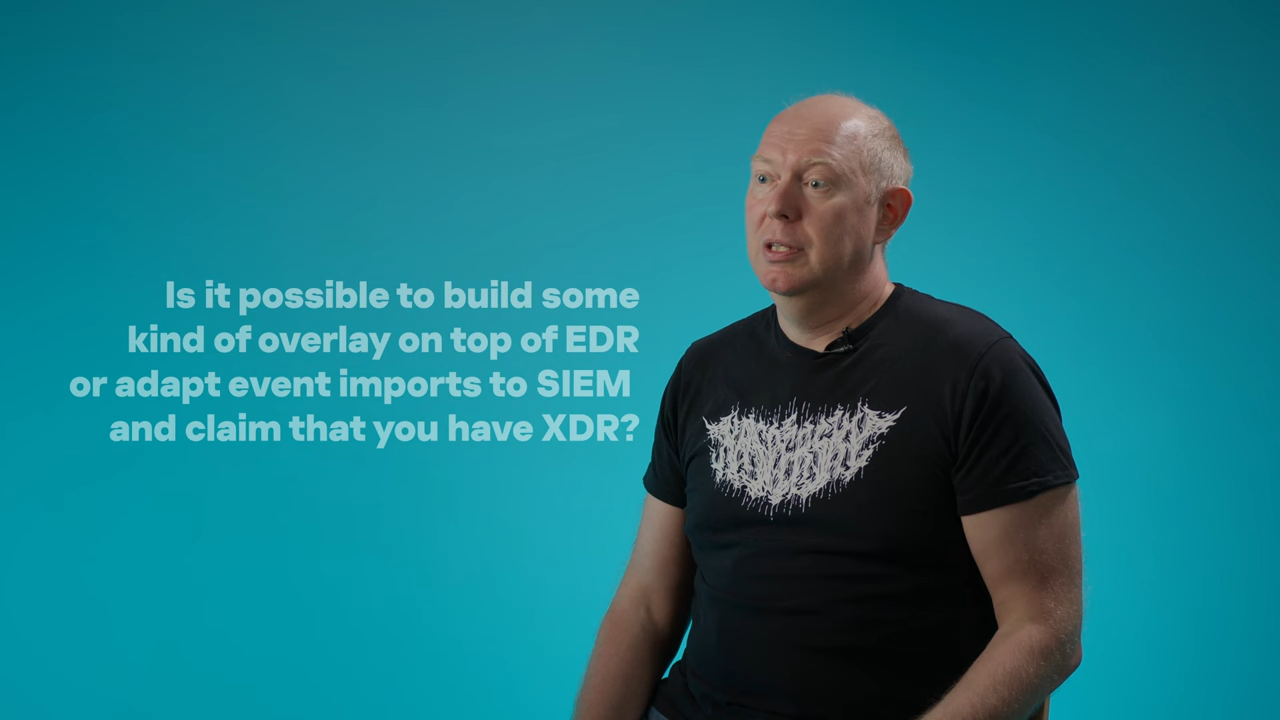 Is it possible to build some
kind of overlay on top of EDR
or adapt event imports to SIEM
and claim that you have XDR?